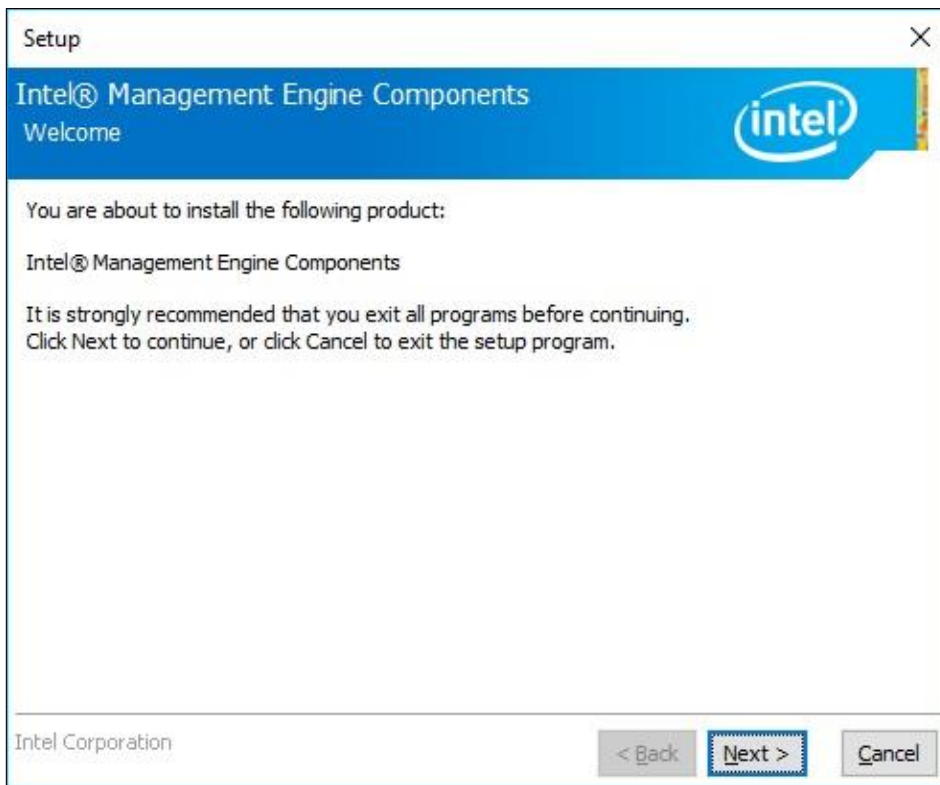 Setup
Intel® Management Engine Components
Welcome
intel
You are about to install the following product:
Intel® Management Engine Components
It is strongly recommended that you exit all programs before continuing.
Click Next to continue, or click Cancel to exit the setup program.
Intel Corporation
< Back
Next >
Cancel